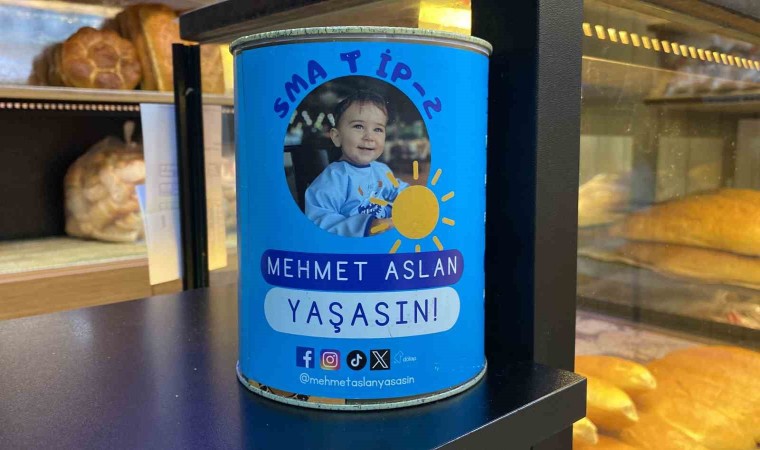 SMA TİP-2
MEHMET ASLAN
YAŞASIN!
@mehmetaslanyasasin